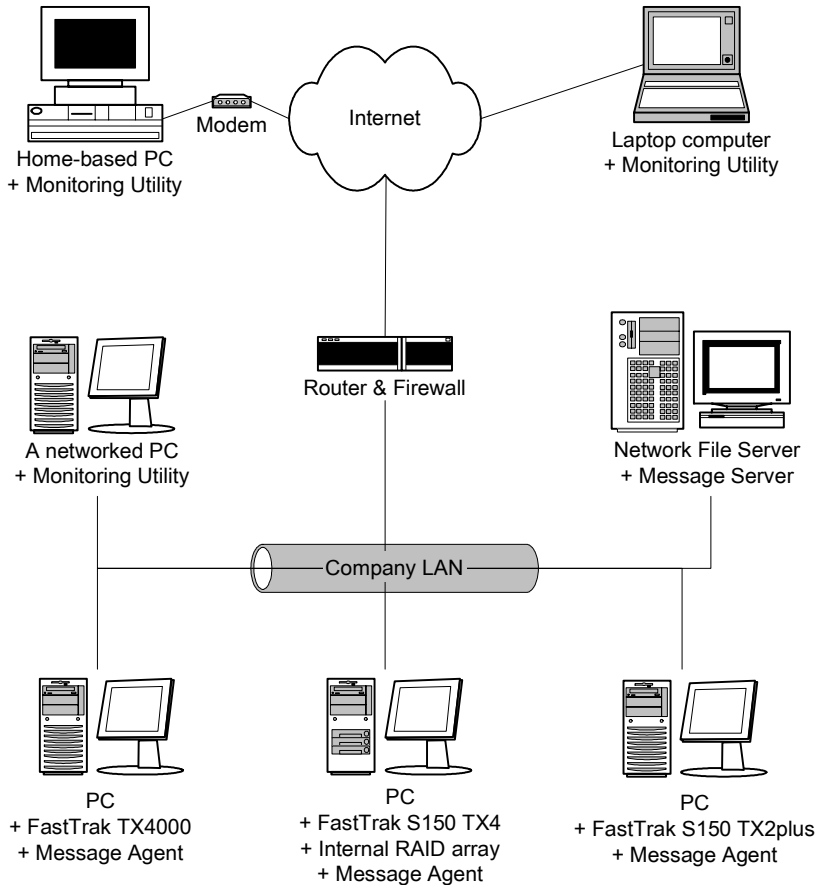 Modem
Internet
Home-based PC
+ Monitoring Utility
Laptop computer
+ Monitoring Utility
Router & Firewall
A networked PC
+ Monitoring Utility
Network File Server
+ Message Server
Company LAN
PC
+ FastTrak TX4000
+ Message Agent
PC
+ FastTrak S150 TX4
+ Internal RAID array
+ Message Agent
PC
+ FastTrak S150 TX2plus
+ Message Agent